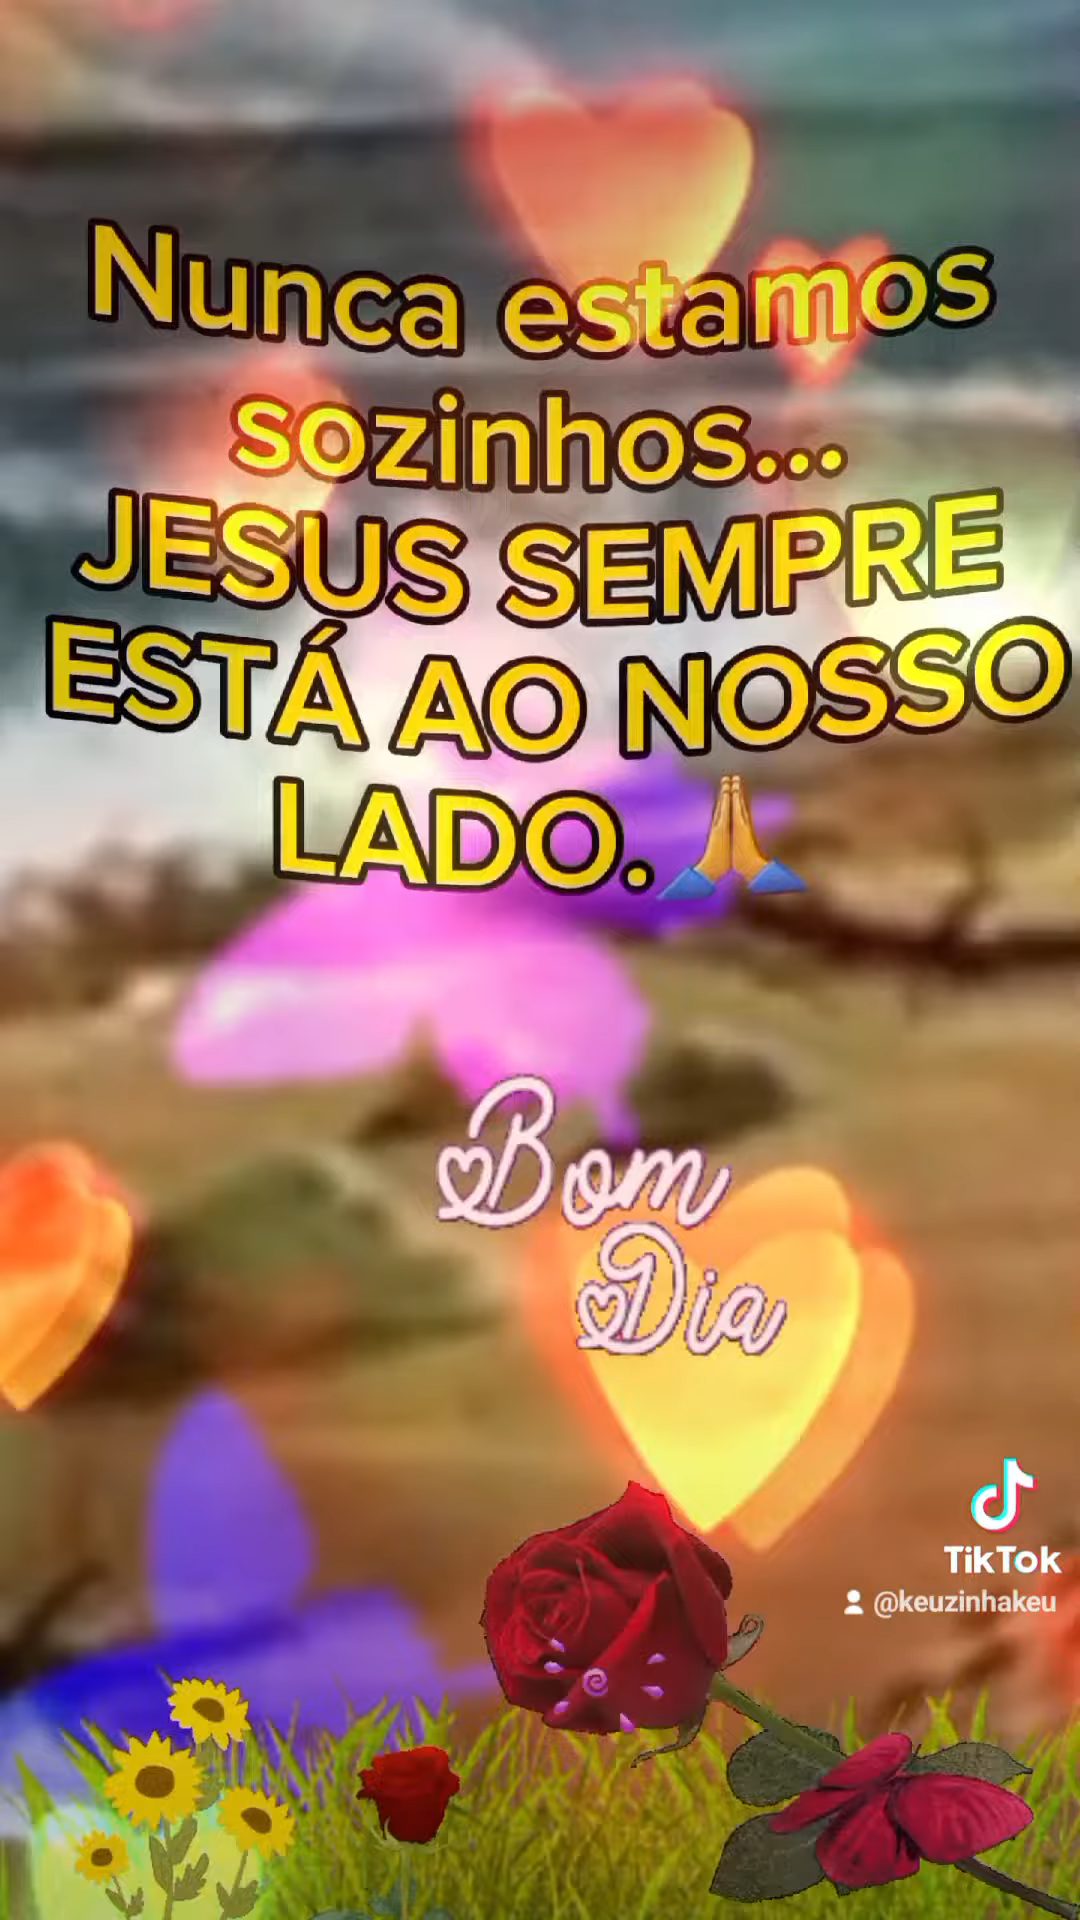 Nunca estamos
sozinhos...
JESUS SEMPRE
ESTÁ AO NOSSO
LADO.🙏
Bom
Dia
TikTok
@keuzinhakeu